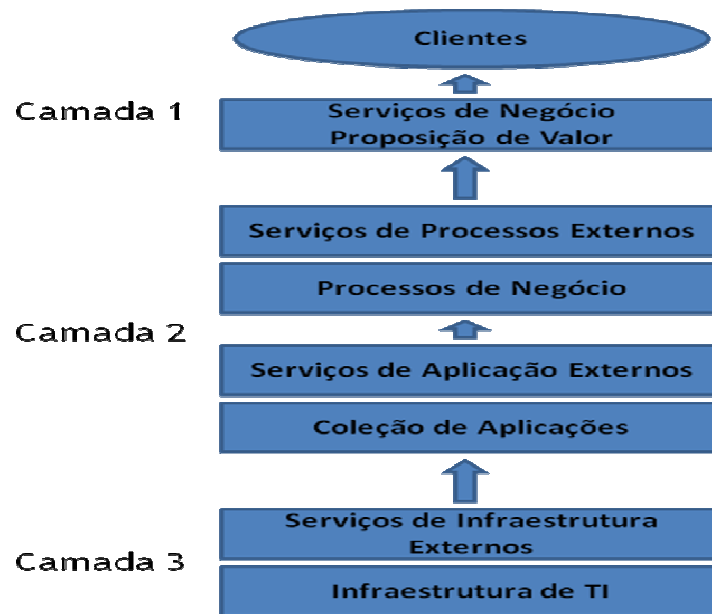 Clientes
Camada 1
Serviços de Negócio
Proposição de Valor
Serviços de Processos Externos
Processos de Negócio
Camada 2
Serviços de Aplicação Externos
Coleção de Aplicações
Serviços de Infraestrutura
Externos
Camada 3
Infraestrutura de TI